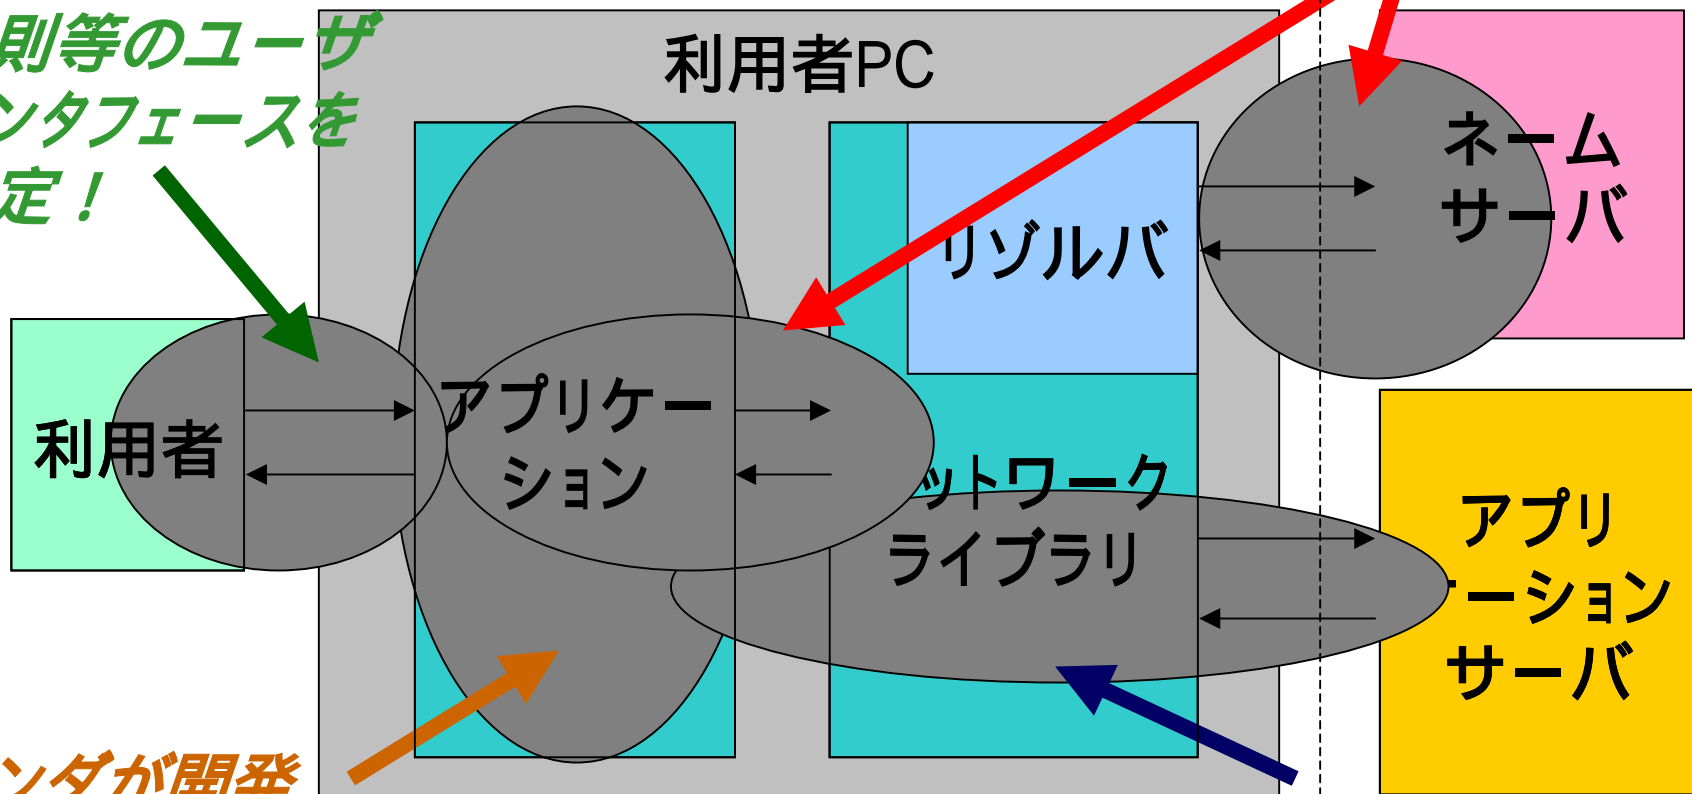 則等のユーザ
ンタフェースを
定！
利用者PC
ネーム
サーバ
リゾルバ
利用者
アプリケー
ション
ットワーク
ライブラリ
アプリ
ーション
サーバ
ンダが開発